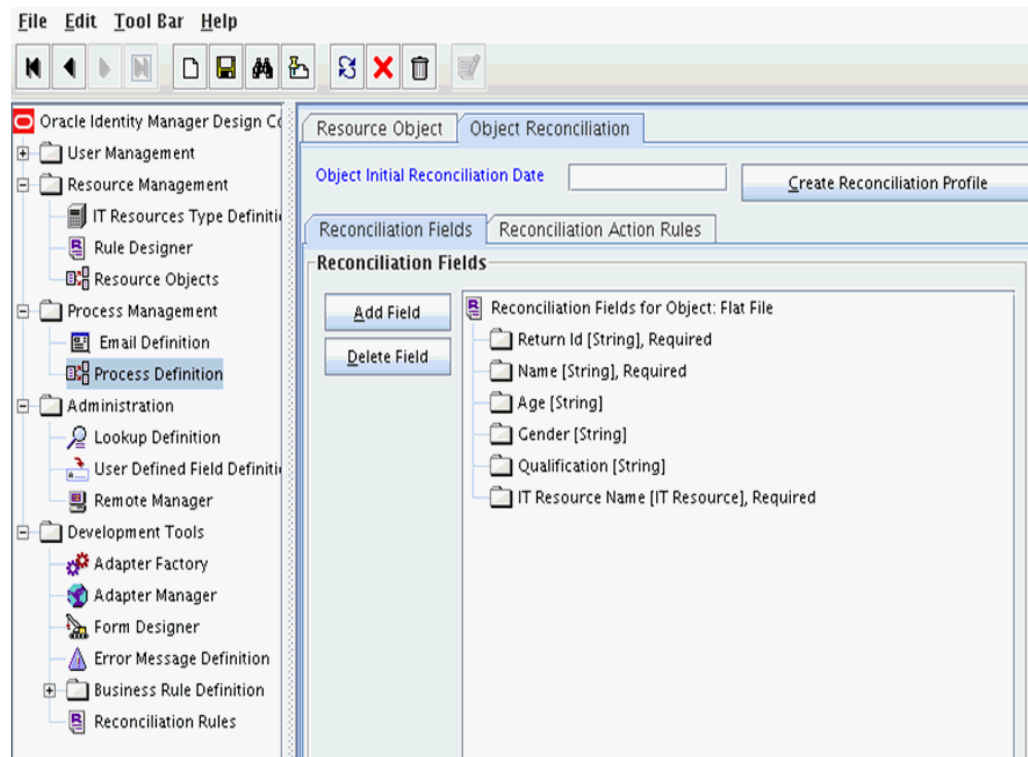 File Edit Tool Bar Help
Oracle Identity Manager Design Co
User Management
Resource Management
IT Resources Type Definiti
Rule Designer
Resource Objects
Process Management
Email Definition
Process Definition
Administration
Lookup Definition
User Defined Field Definiti
Remote Manager
Development Tools
Adapter Factory
Adapter Manager
Form Designer
Error Message Definition
Business Rule Definition
Reconciliation Rules
Resource Object
Object Reconciliation
Object Initial Reconciliation Date
Create Reconciliation Profile
Reconciliation Fields
Reconciliation Action Rules
Reconciliation Fields
Add Field
Delete Field
Reconciliation Fields for Object: Flat File
Return Id [String], Required
Name [String], Required
Age [String]
Gender [String]
Qualification [String]
IT Resource Name [IT Resource], Required